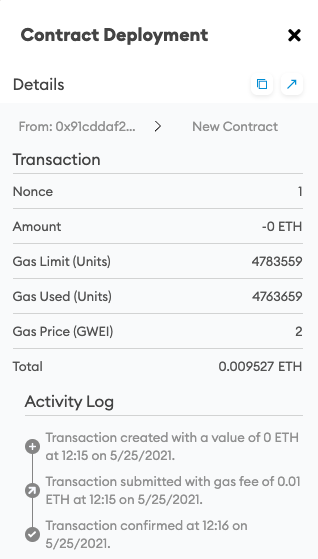 Contract Deployment
Details
From: 0x91cddaf2... > New Contract
Transaction
Nonce 1
Amount -0 ETH
Gas Limit (Units) 4783559
Gas Used (Units) 4763659
Gas Price (GWEI) 2
Total 0.009527 ETH
Activity Log
Transaction created with a value of 0 ETH
at 12:15 on 5/25/2021.
Transaction submitted with gas fee of 0.01
ETH at 12:15 on 5/25/2021.
Transaction confirmed at 12:16 on
5/25/2021.